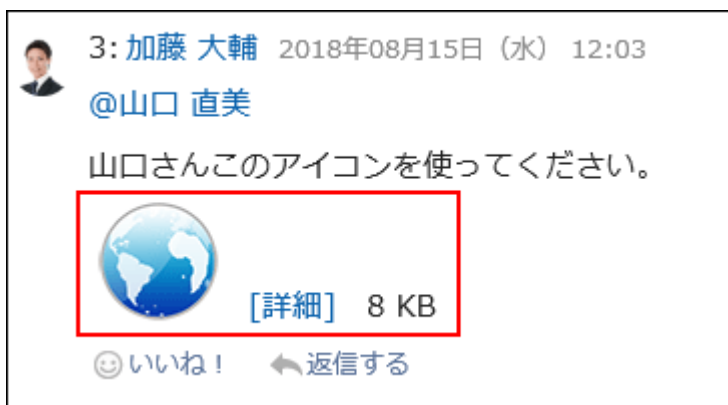 3: 加藤 大輔 2018年08月15日（水） 12:03
@山口 直美
山口さんこのアイコンを使ってください。
[詳細] 8 KB
いいね！ 返信する